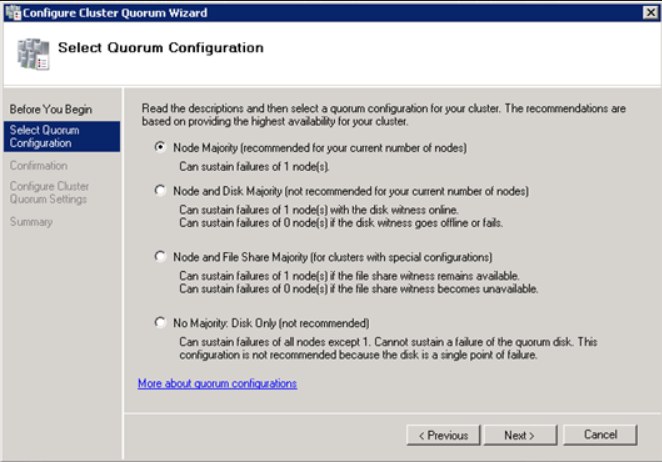 Configure Cluster Quorum Wizard
Select Quorum Configuration
Before You Begin
Select Quorum
Configuration
Confirmation
Configure Cluster
Quorum Settings
Summary
Read the descriptions and then select a quorum configuration for your cluster. The recommendations are
based on providing the highest availability for your cluster.
Node Majority (recommended for your current number of nodes)
Can sustain failures of 1 node(s).
Node and Disk Majority (not recommended for your current number of nodes)
Can sustain failures of 1 node(s) with the disk witness online.
Can sustain failures of 0 node(s) if the disk witness goes offline or fails.
Node and File Share Majority (for clusters with special configurations)
Can sustain failures of 1 node(s) if the file share witness remains available.
Can sustain failures of 0 node(s) if the file share witness becomes unavailable.
No Majority: Disk Only (not recommended)
Can sustain failures of all nodes except 1. Cannot sustain a failure of the quorum disk. This
configuration is not recommended because the disk is a single point of failure.
More about quorum configurations
< Previous Next > Cancel